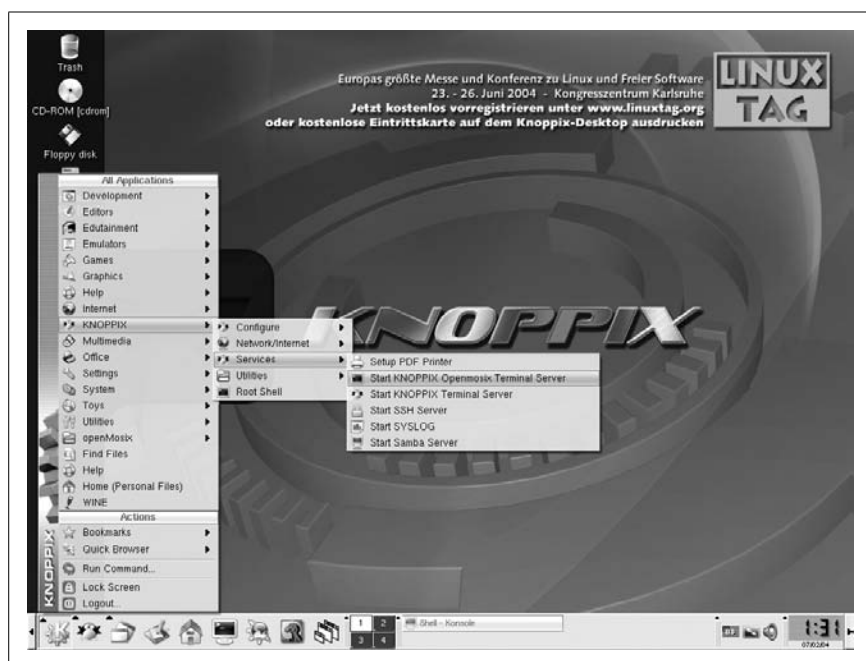 Trash
CD-ROM [cdrom]
Floppy disk
Europas größte Messe und Konferenz zu Linux und Freier Software
23. - 26. Juni 2004 - Kongresszentrum Karlsruhe
Jetzt kostenlos vorregistrieren unter www.linuxtag.org
oder kostenlose Eintrittskarte auf dem Knoppix-Desktop ausdrucken
LINUX
TAG
KNOPPIX
All Applications
Development
Editors
Edutainment
Emulators
Games
Graphics
Help
Internet
KNOPPIX
Multimedia
Office
Settings
System
Toys
Utilities
openMosix
Find Files
Help
Home (Personal Files)
WINE
Actions
Bookmarks
Quick Browser
Run Command...
Lock Screen
Logout...
KNOPPIX
Configure
Network/Internet
Services
Utilities
Root Shell
Setup PDF Printer
Start KNOPPIX Openmosix Terminal Server
Start KNOPPIX Terminal Server
Start SSH Server
Start SYSLOG
Start Samba Server
1 2
3 4
Shell - Konsole
1:31
07/02/04